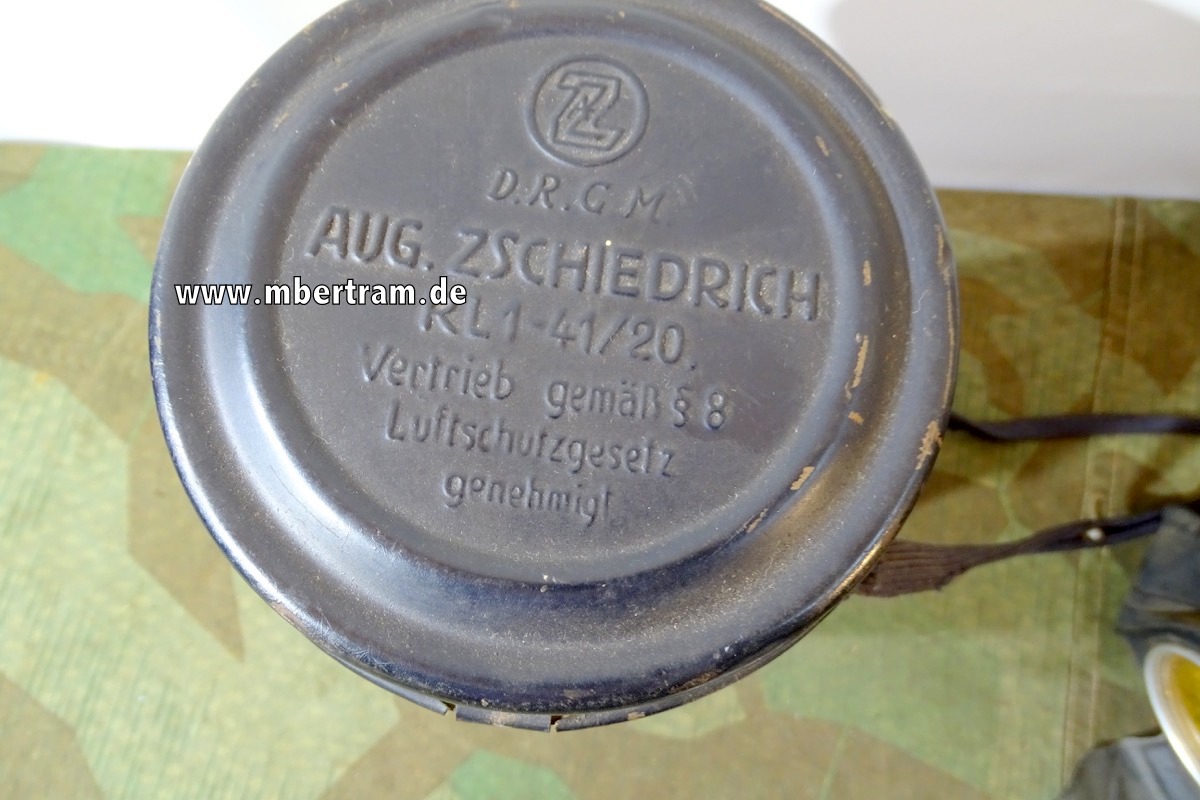 Z
D.R.G.M.
AUG. ZSCHIEDRICH
www.mbertram.de
RL1-41/20.
Vertrieb gemäß § 8
Luftschutzgesetz
genehmigt